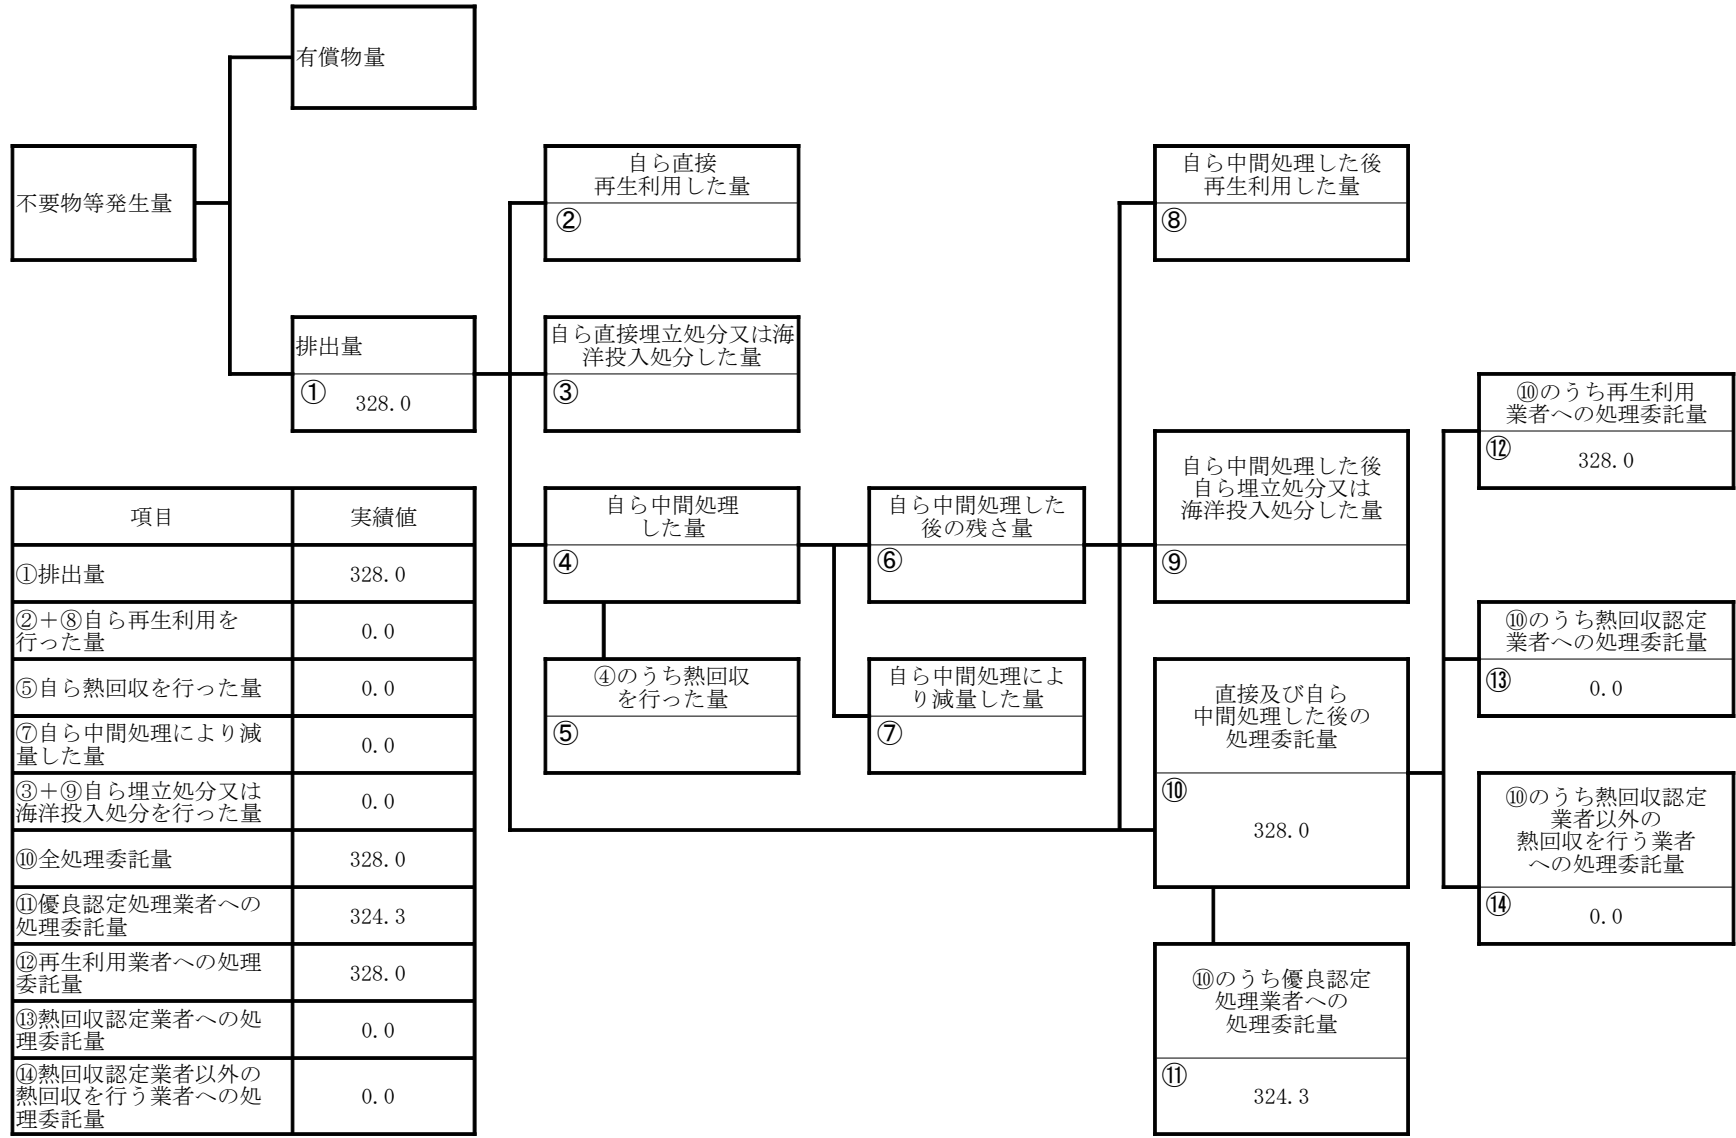 有償物量
不要物等発生量
自ら直接
再生利用した量
②
自ら中間処理した後
再生利用した量
⑧
排出量
① 328.0
自ら直接埋立処分又は海
洋投入処分した量
③
⑩のうち再生利用
業者への処理委託量
⑫ 328.0
自ら中間処理した後
自ら埋立処分又は
海洋投入処分した量
⑨
自ら中間処理
した量
④
自ら中間処理した
後の残さ量
⑥
⑩のうち熱回収認定
業者への処理委託量
⑬ 0.0
④のうち熱回収
を行った量
⑤
自ら中間処理によ
り減量した量
⑦
直接及び自ら
中間処理した後の
処理委託量
⑩
328.0
⑩のうち熱回収認定
業者以外の
熱回収を行う業者
への処理委託量
⑭ 0.0
⑩のうち優良認定
処理業者への
処理委託量
⑪
324.3
項目 実績値
①排出量 328.0
②+⑧自ら再生利用を
行った量 0.0
⑤自ら熱回収を行った量 0.0
⑦自ら中間処理により減
量した量 0.0
③+⑨自ら埋立処分又は
海洋投入処分を行った量 0.0
⑩全処理委託量 328.0
⑪優良認定処理業者への
処理委託量 324.3
⑫再生利用業者への処理
委託量 328.0
⑬熱回収認定業者への処
理委託量 0.0
⑭熱回収認定業者以外の
熱回収を行う業者への処
理委託量 0.0